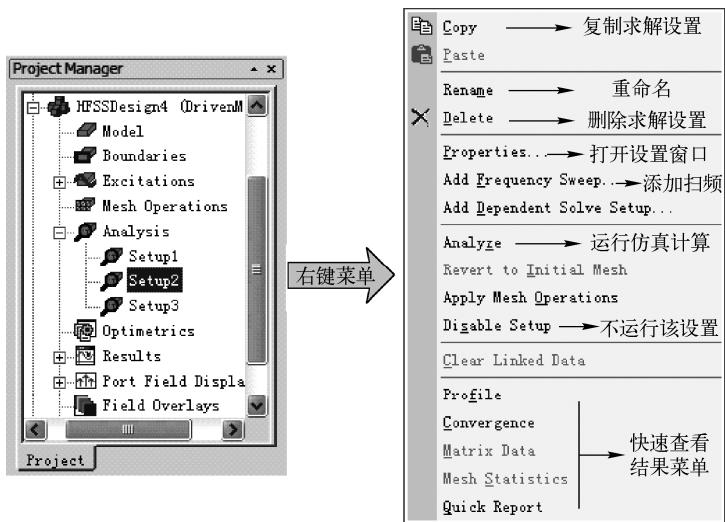 Project Manager
HFSSDesign4 (DrivenM
Model
Boundaries
Excitations
Mesh Operations
Analysis
Setup1
Setup2
Setup3
Optimetrics
Results
Port Field Displa
Field Overlays
Project
右键菜单
Copy 复制求解设置
Paste
Rename 重命名
Delete 删除求解设置
Properties... 打开设置窗口
Add Frequency Sweep.. 添加扫频
Add Dependent Solve Setup...
Analyze 运行仿真计算
Revert to Initial Mesh
Apply Mesh Operations
Disable Setup 不运行该设置
Clear Linked Data
Profile
Convergence
Matrix Data
Mesh Statistics
Quick Report
快速查看
结果菜单